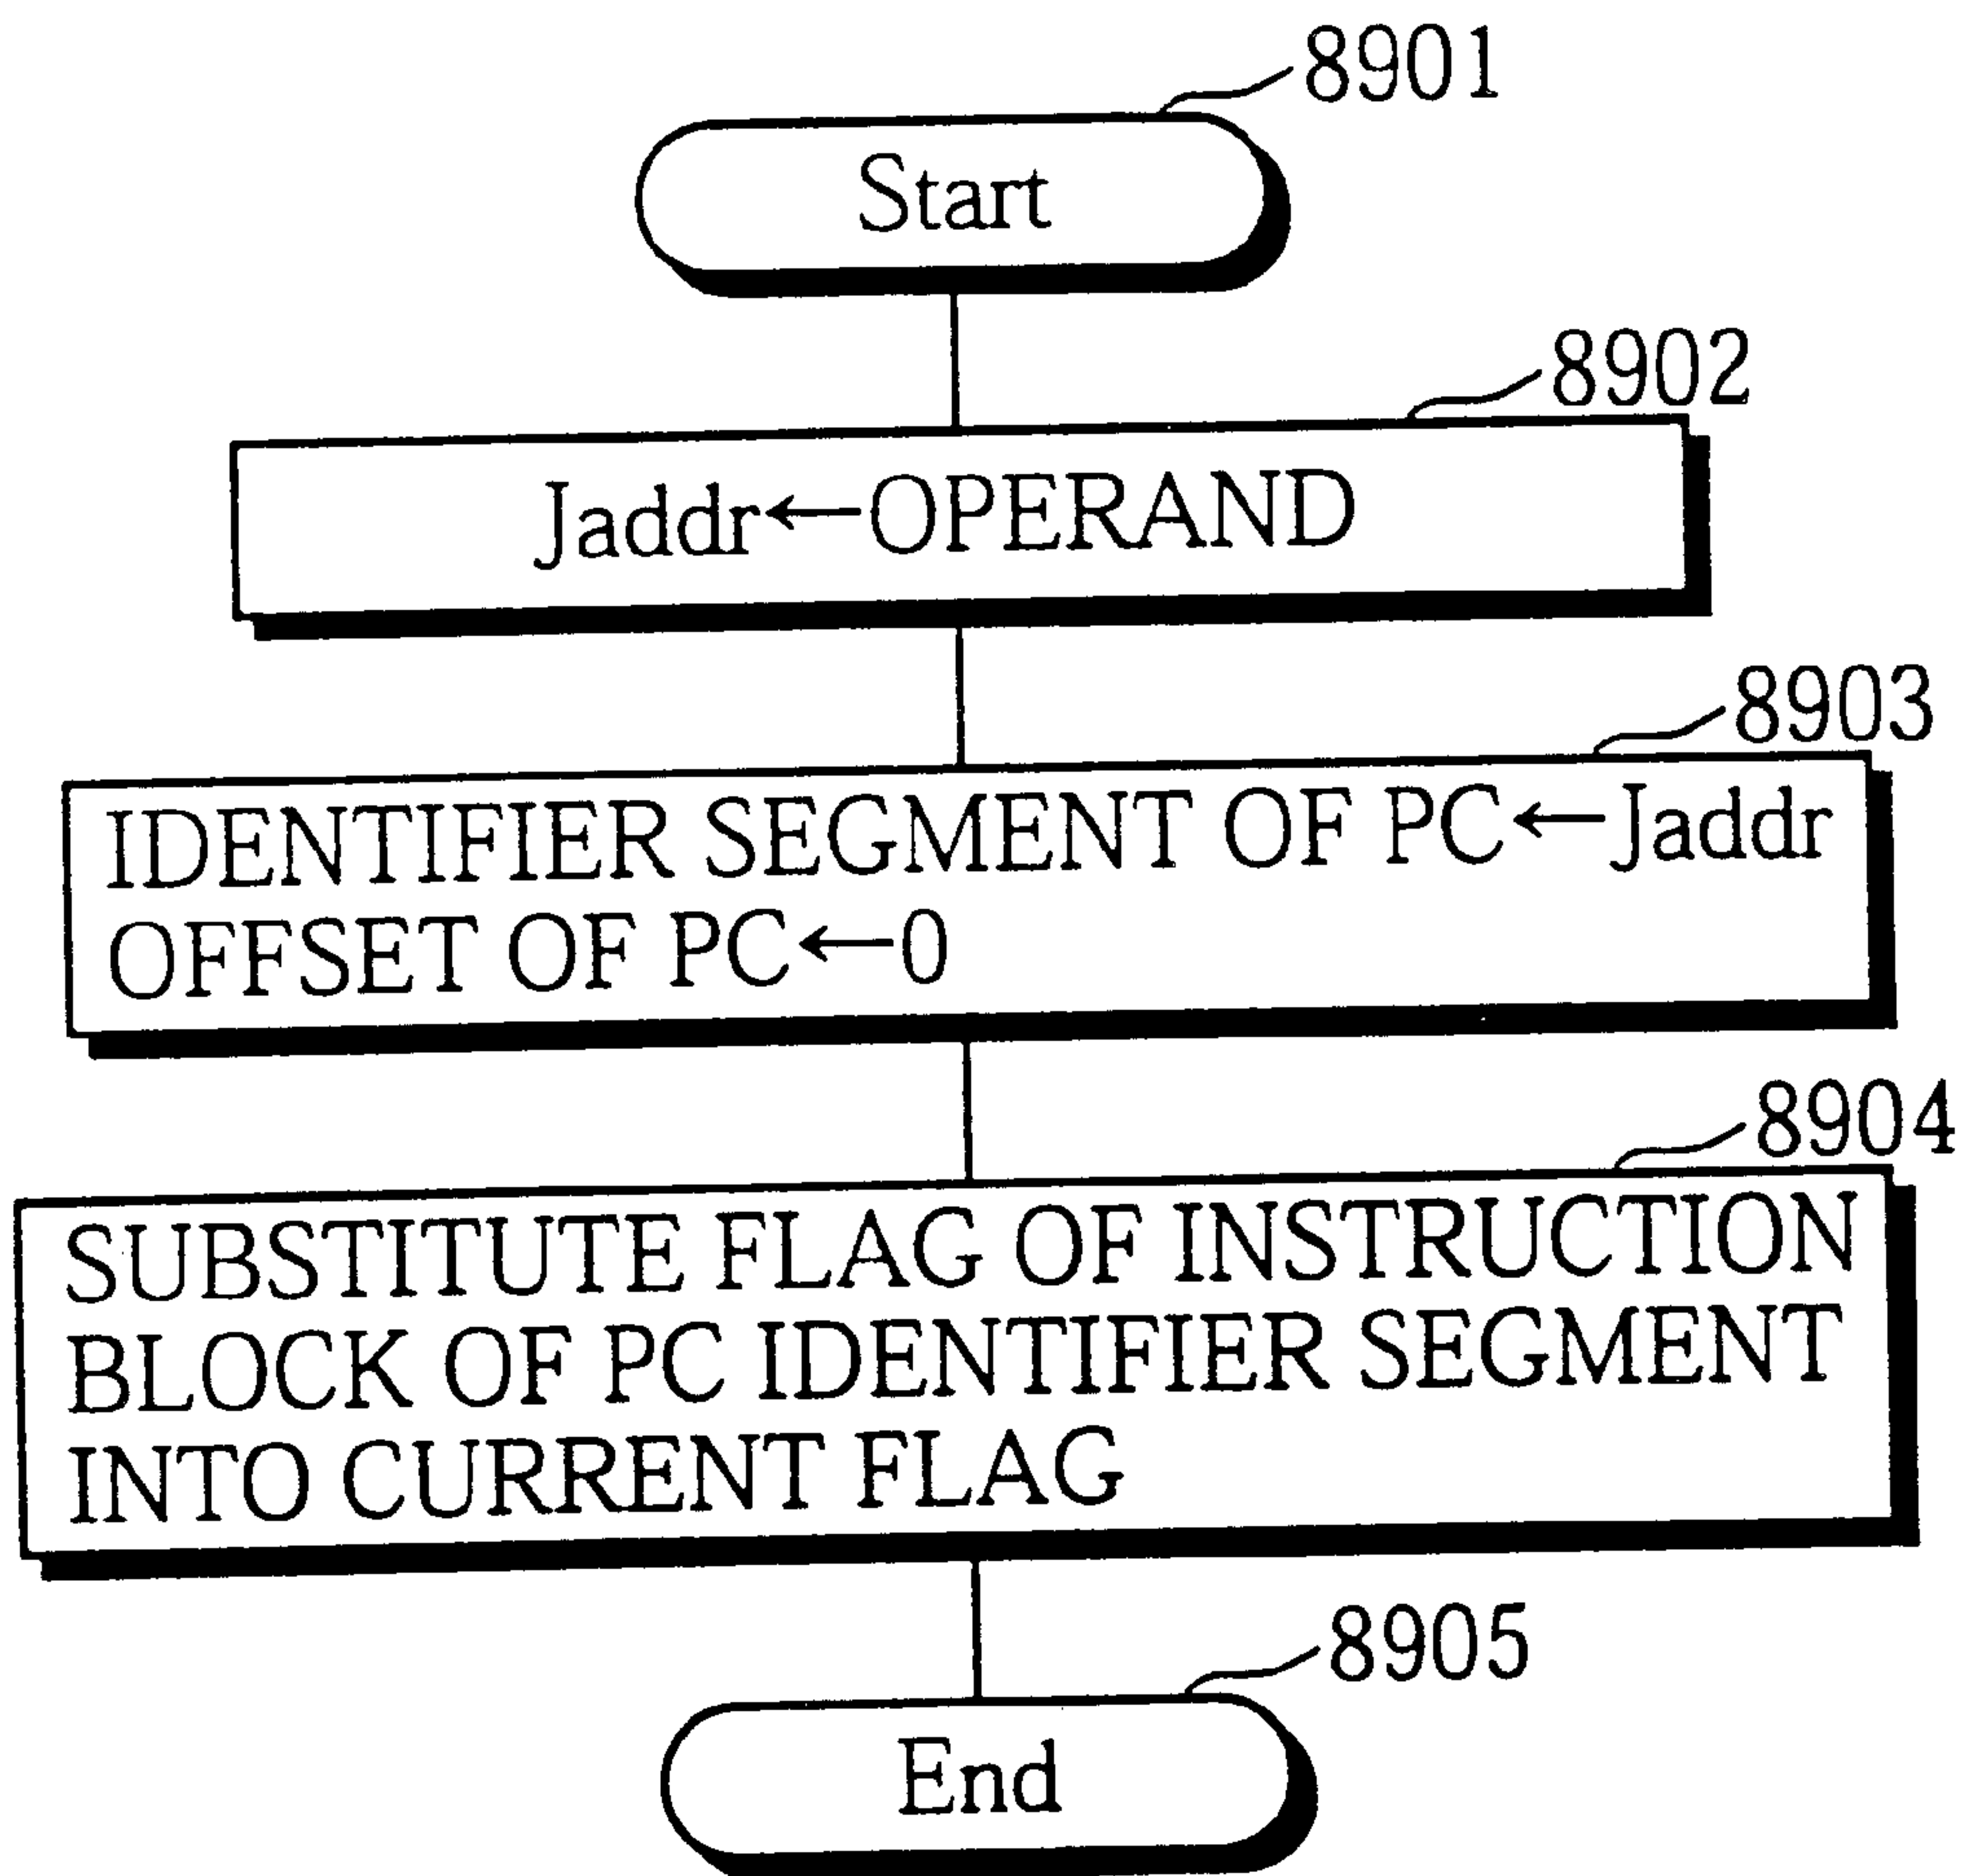 8901
Start
8902
Jaddr←OPERAND
8903
IDENTIFIER SEGMENT OF PC←Jaddr
OFFSET OF PC←0
8904
SUBSTITUTE FLAG OF INSTRUCTION
BLOCK OF PC IDENTIFIER SEGMENT
INTO CURRENT FLAG
8905
End